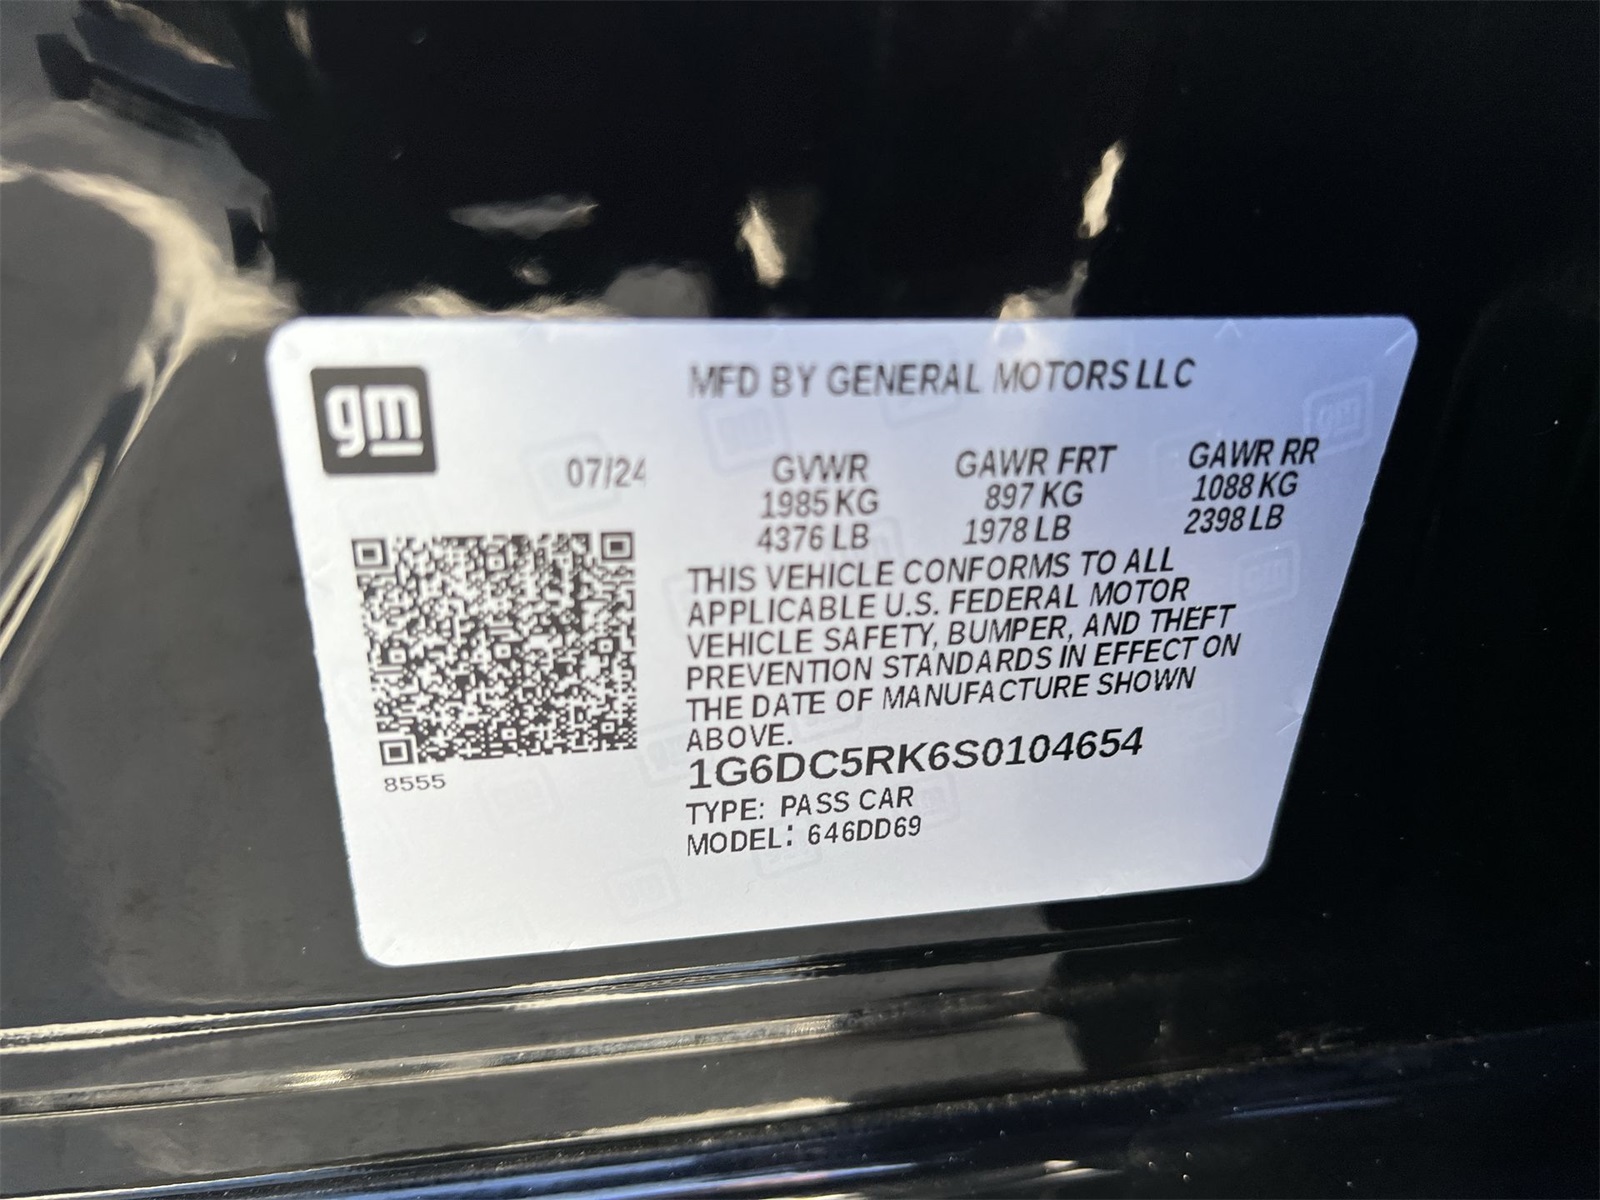 gm
MFD BY GENERAL MOTORS LLC
07/24
GVWR GAWR FRT GAWR RR
1985 KG 897 KG 1088 KG
4376 LB 1978 LB 2398 LB
THIS VEHICLE CONFORMS TO ALL
APPLICABLE U.S. FEDERAL MOTOR
VEHICLE SAFETY, BUMPER, AND THEFT
PREVENTION STANDARDS IN EFFECT ON
THE DATE OF MANUFACTURE SHOWN
ABOVE.
1G6DC5RK6S0104654
TYPE: PASS CAR
MODEL: 646DD69
8555